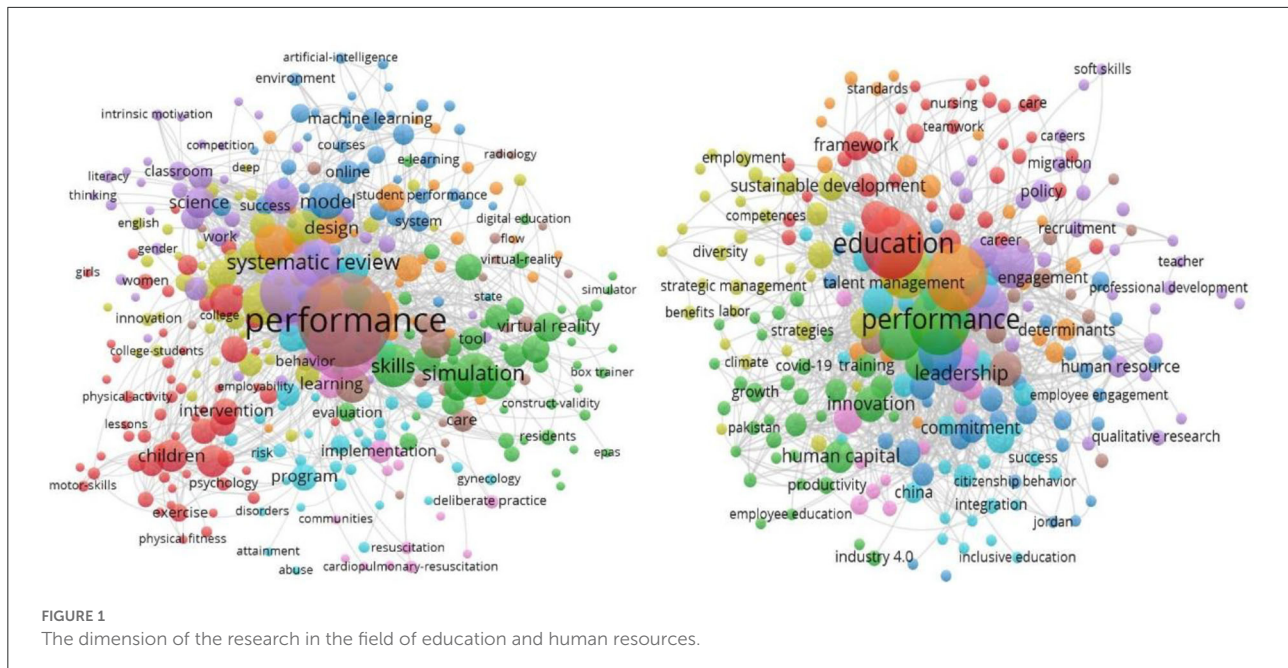 artificial-intelligence
environment
intrinsic motivation
machine learning
competition
courses
e-learning
radiology
classroom
deep
online
literacy
thinking
science
success
model
student performance
english
work
design
system
digital education
gender
flow
girls
women
systematic review
virtual-reality
simulator
innovation
college
state
performance
virtual reality
college-students
behavior
tool
employability
learning
skills
simulation
box trainer
physical activity
intervention
evaluation
construct-validity
lessons
care
residents
children
risk
implementation
epas
motor-skills
psychology
program
gynecology
exercise
disorders
deliberate practice
communities
physical fitness
attainment
resuscitation
abuse
cardiopulmonary-resuscitation
soft skills
standards
nursing
care
teamwork
careers
employment
framework
migration
sustainable development
policy
competences
recruitment
diversity
education
career
teacher
strategic management
talent management
engagement
professional development
benefits
labor
strategies
performance
determinants
climate
covid-19
training
leadership
human resource
growth
innovation
employee engagement
pakistan
commitment
qualitative research
human capital
success
productivity
china
citizenship behavior
employee education
integration
jordan
industry 4.0
inclusive education
FIGURE 1
The dimension of the research in the field of education and human resources.